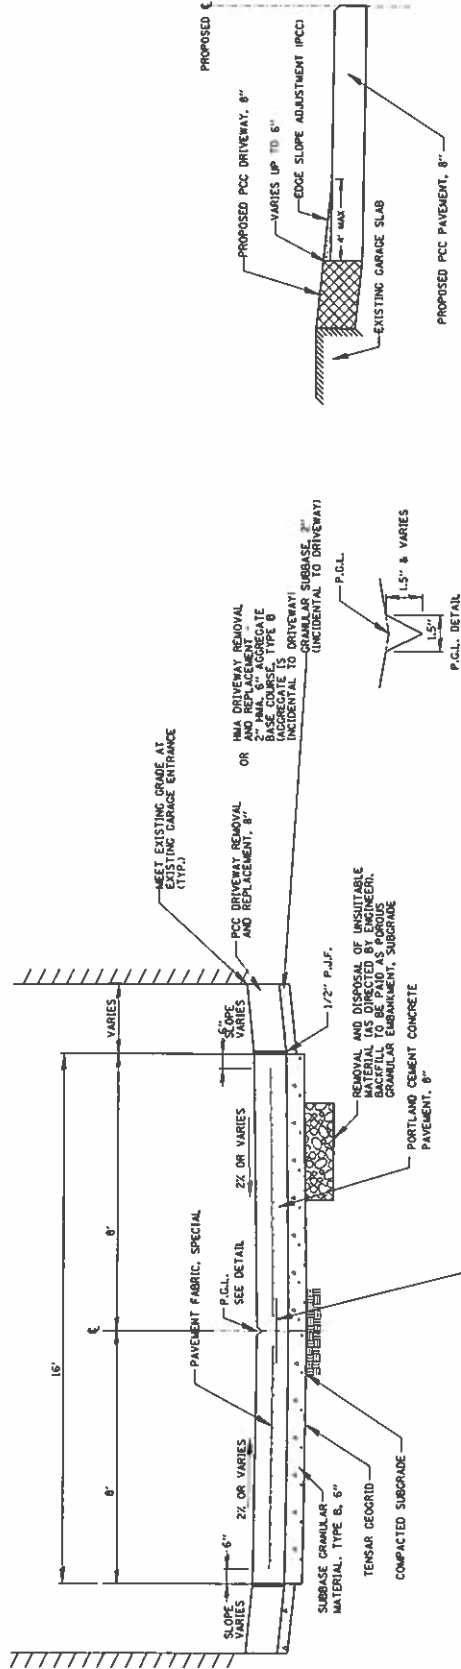 16'
8'
8'
VARIES
℄
MEET EXISTING GRADE AT
EXISTING GARAGE ENTRANCE
(TYP.)
SLOPE
VARIES
6"
2% OR VARIES
PAVEMENT FABRIC, SPECIAL
P.G.L.
SEE DETAIL
2% OR VARIES
6"
SLOPE
VARIES
PCC DRIVEWAY REMOVAL
AND REPLACEMENT, 8"
OR
HMA DRIVEWAY REMOVAL
AND REPLACEMENT -
2" HMA, 6" AGGREGATE
BASE COURSE, TYPE B
(AGGREGATE IS
INCIDENTAL TO DRIVEWAY)
GRANULAR SUBBASE, 2"
(INCIDENTAL TO DRIVEWAY)
1/2" P.J.F.
REMOVAL AND DISPOSAL OF UNSUITABLE
MATERIAL (AS DIRECTED BY ENGINEER).
BACKFILL TO BE PAID AS POROUS
GRANULAR EMBANKMENT, SUBGRADE
PORTLAND CEMENT CONCRETE
PAVEMENT, 8"
SUBBASE GRANULAR
MATERIAL, TYPE B, 6"
TENSAR GEOGRID
COMPACTED SUBGRADE
P.G.L.
1.5" & VARIES
1.5"
P.G.L. DETAIL
PROPOSED ℄
PROPOSED PCC DRIVEWAY, 8"
VARIES UP TO 6"
EDGE SLOPE ADJUSTMENT (PCC)
4' MAX
EXISTING GARAGE SLAB
PROPOSED PCC PAVEMENT, 8"